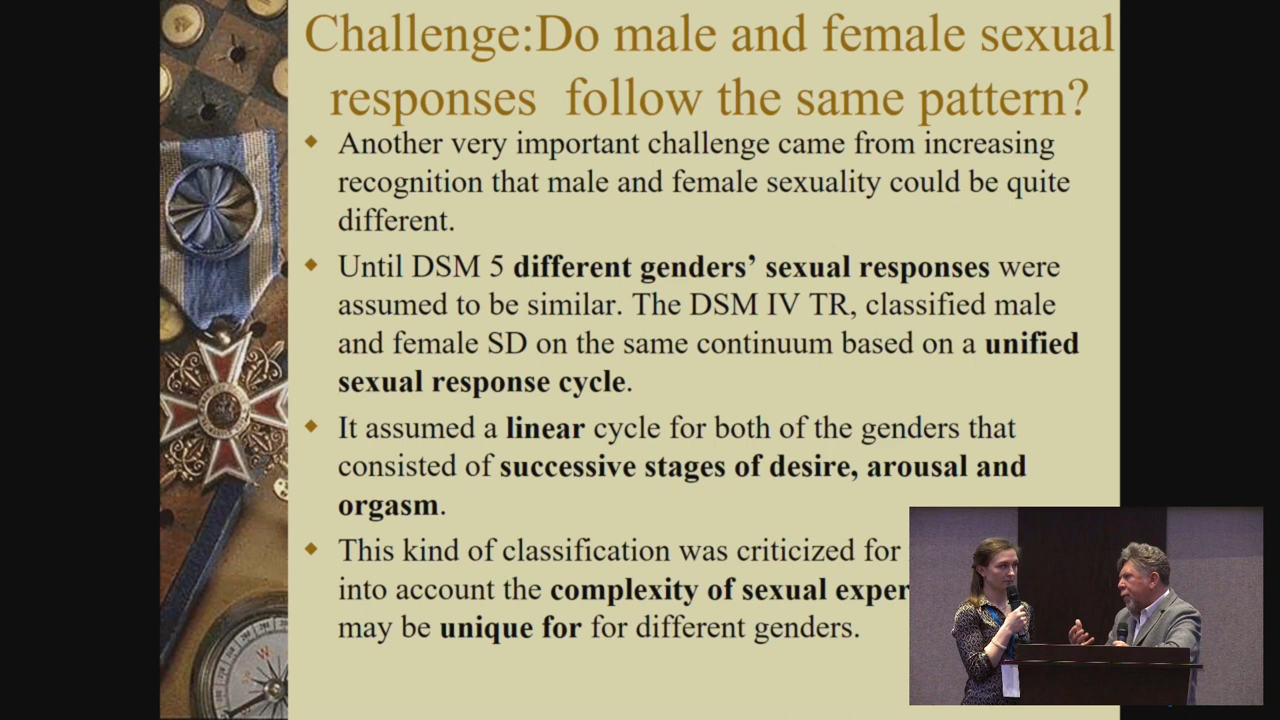 Challenge:Do male and female sexual
responses follow the same pattern?
Another very important challenge came from increasing
recognition that male and female sexuality could be quite
different.
Until DSM 5 different genders’ sexual responses were
assumed to be similar. The DSM IV TR, classified male
and female SD on the same continuum based on a unified
sexual response cycle.
It assumed a linear cycle for both of the genders that
consisted of successive stages of desire, arousal and
orgasm.
This kind of classification was criticized for
into account the complexity of sexual exper
may be unique for for different genders.